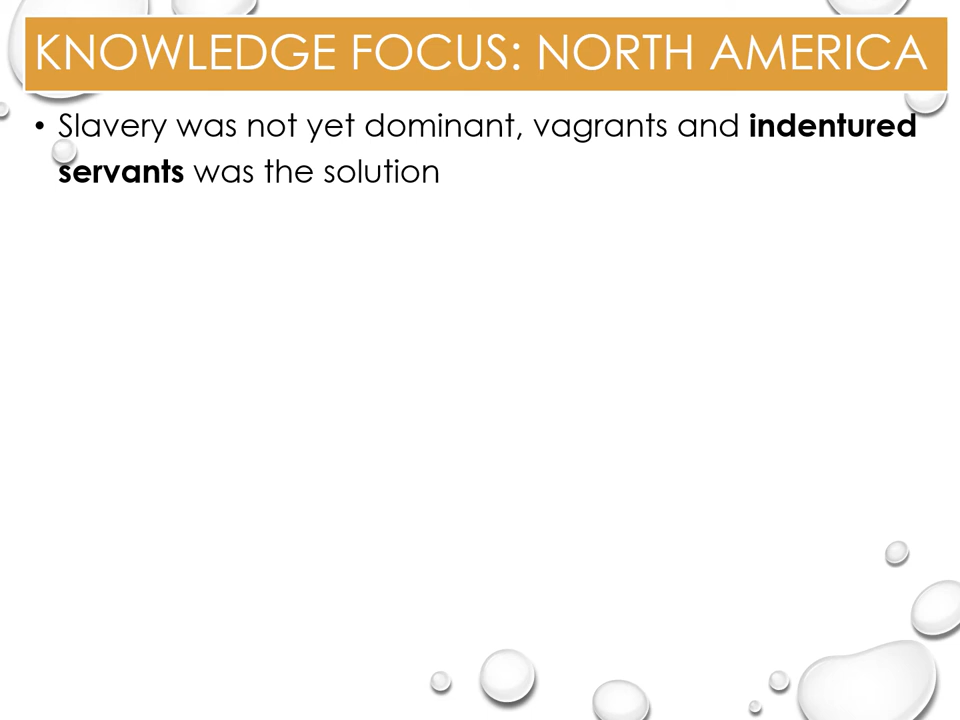 KNOWLEDGE FOCUS: NORTH AMERICA
• Slavery was not yet dominant, vagrants and indentured
servants was the solution